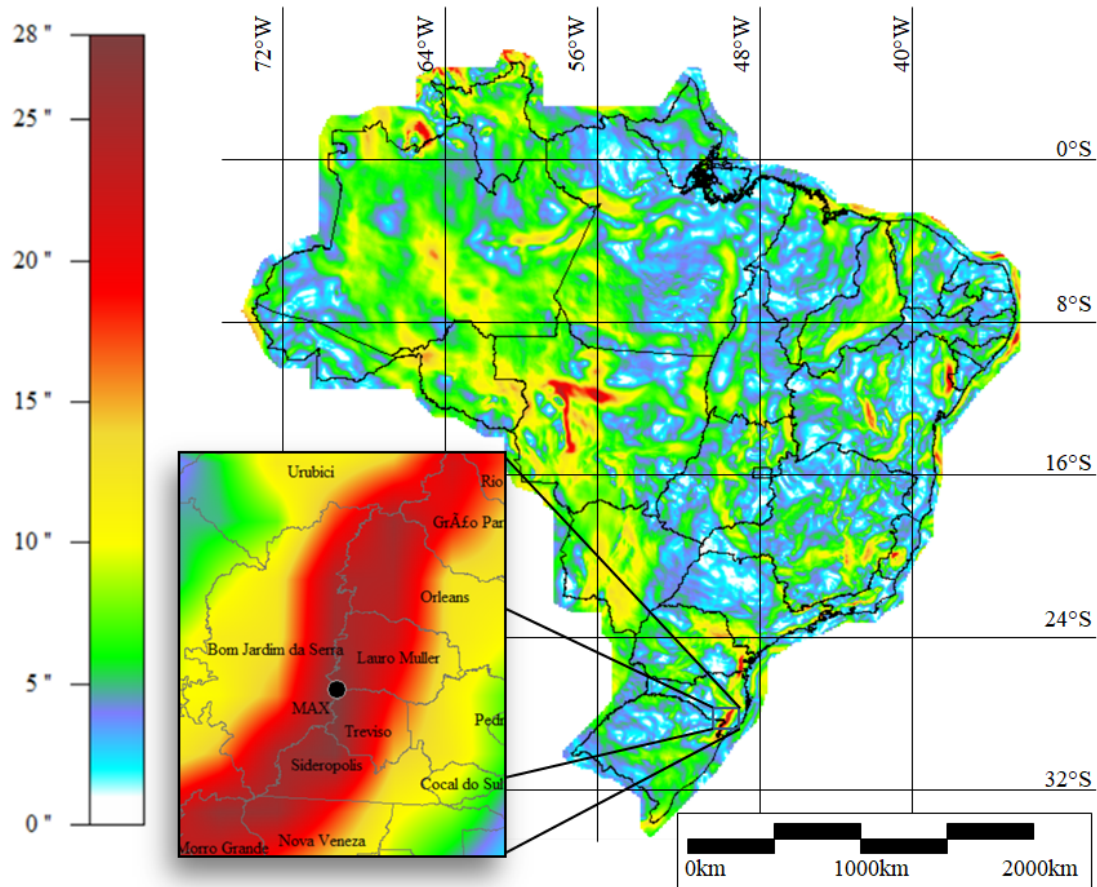 28 "
25 "
20 "
15 "
10 "
5 "
0 "
72°W
64°W
56°W
48°W
40°W
0°S
8°S
16°S
24°S
32°S
Urubici
Rio
GrÃ£o Par
Orleans
Bom Jardim da Serra
Lauro Muller
MAX
Treviso
Pedr
Sideropolis
Cocal do Sul
Nova Veneza
Morro Grande
0km 1000km 2000km